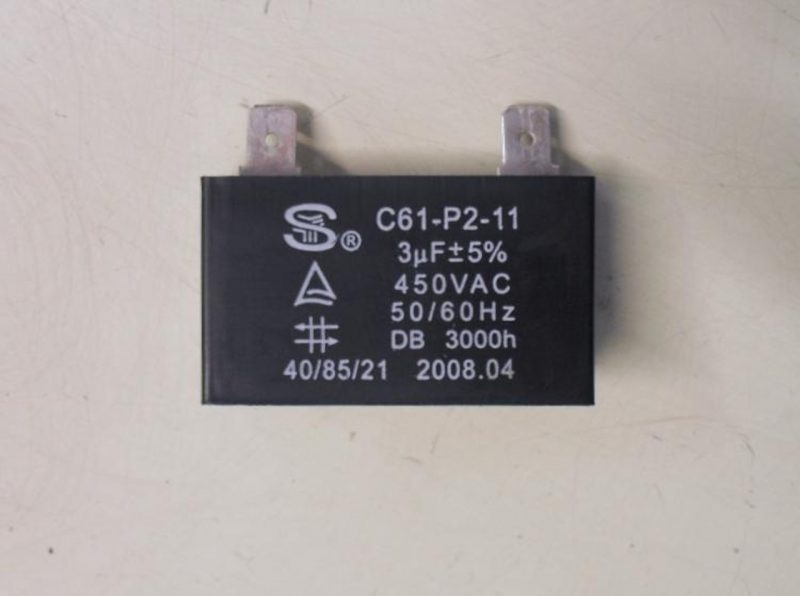 S ® C61-P2-11
3µF±5%
450VAC
50/60Hz
DB 3000h
40/85/21 2008.04